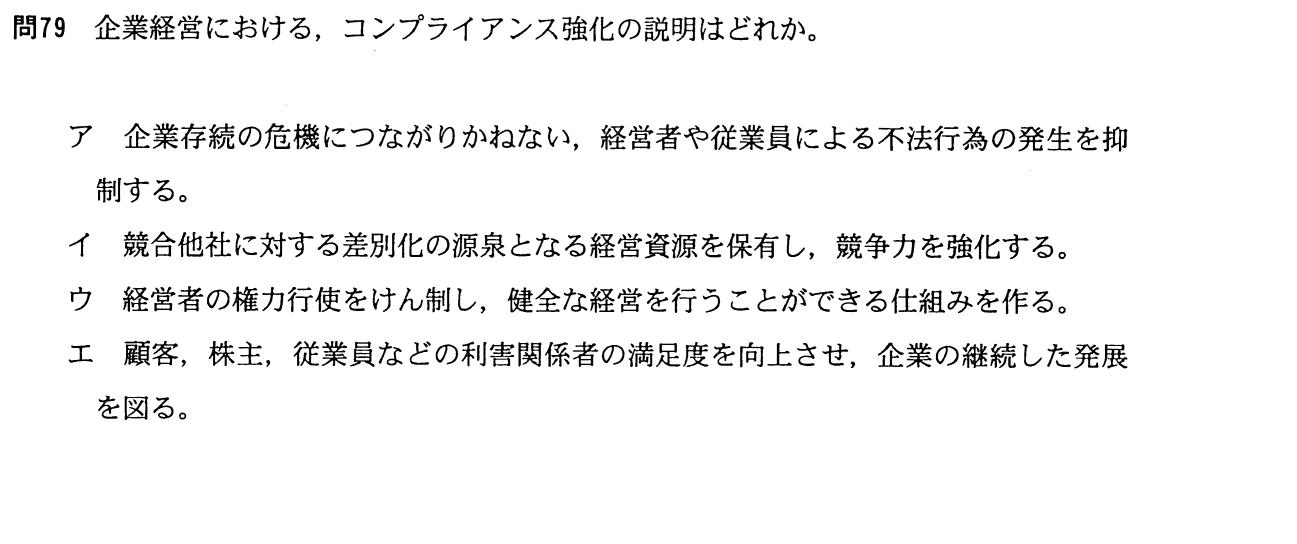 問79 企業経営における，コンプライアンス強化の説明はどれか。
ア 企業存続の危機につながりかねない，経営者や従業員による不法行為の発生を抑
制する。
イ 競合他社に対する差別化の源泉となる経営資源を保有し，競争力を強化する。
ウ 経営者の権力行使をけん制し，健全な経営を行うことができる仕組みを作る。
エ 顧客，株主，従業員などの利害関係者の満足度を向上させ，企業の継続した発展
を図る。